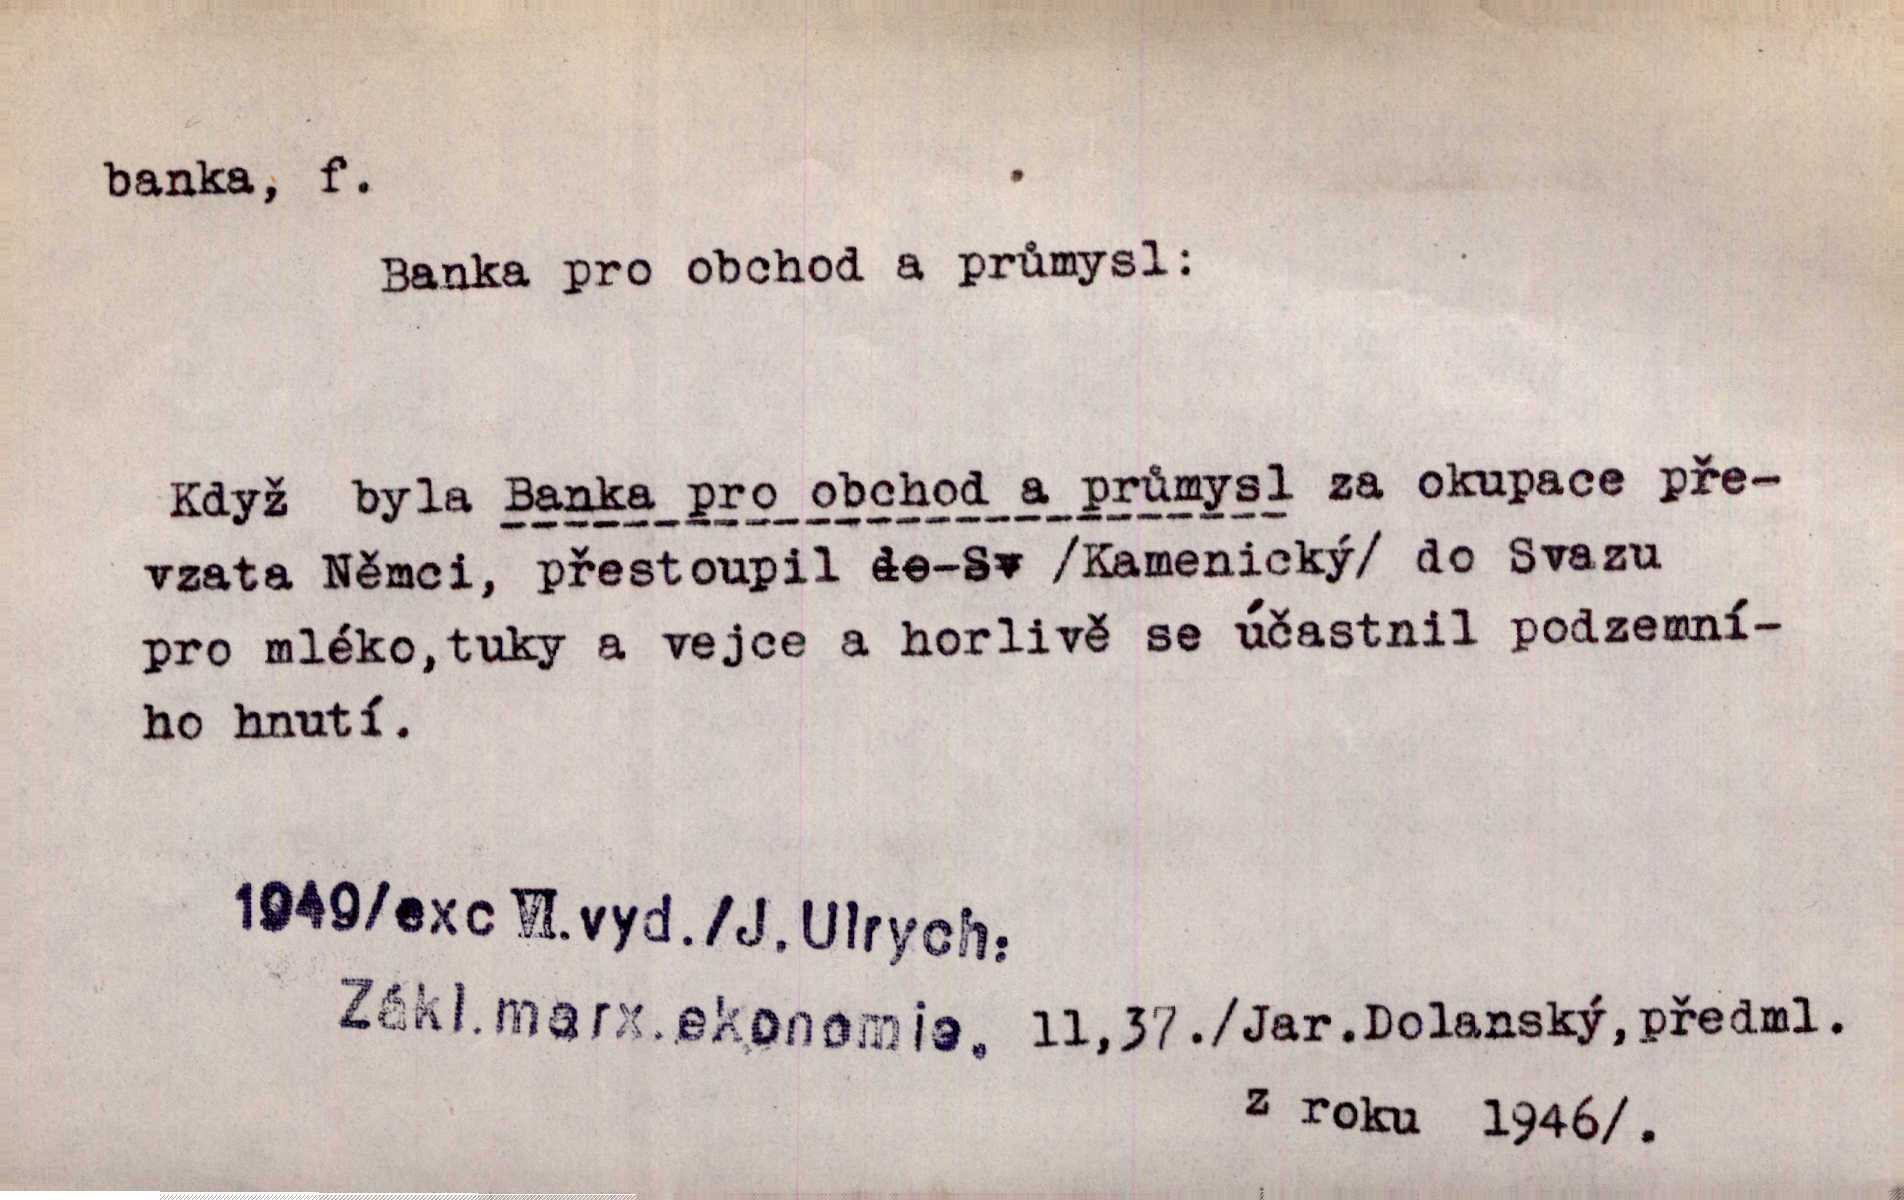 banka, f.
Banka pro obchod a průmysl:
Když byla Banka pro obchod a průmysl za okupace pře-
vzata Němci, přestoupil do Sv /Kamenický/ do Svazu
pro mléko,tuky a vejce a horlivě se účastnil podzemní-
ho hnutí.
1949/exc VI.vyd./J.Ulrych:
Zákl.marx.ekonomie. 11,37./Jar.Dolanský,předml.
z roku 1946/.